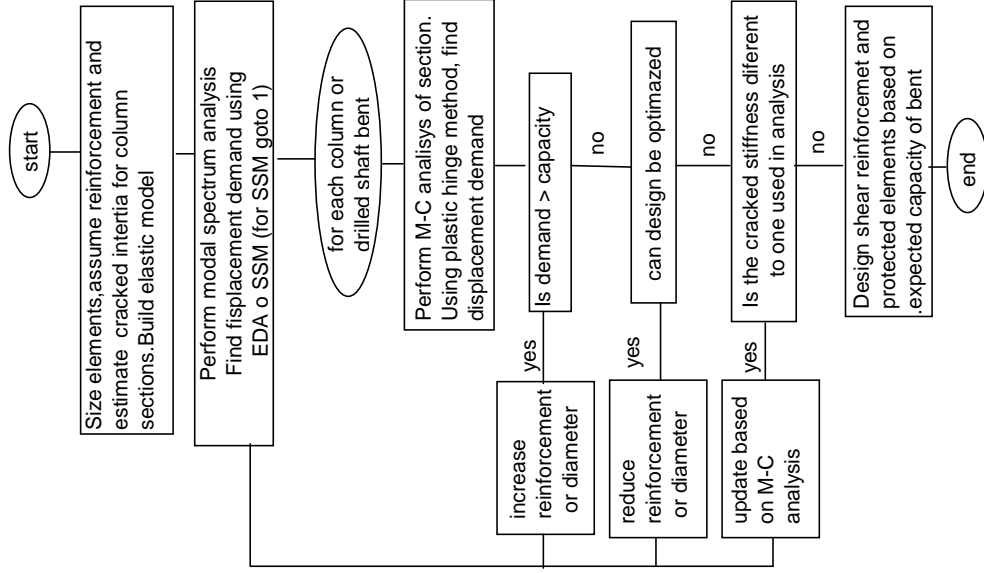 start
Size elements,assume reinforcement and
estimate cracked intertia for column
sections.Build elastic model
Perform modal spectrum analysis
Find fisplacement demand using
EDA o SSM (for SSM goto 1)
for each column or
drilled shaft bent
Perform M-C analisys of section.
Using plastic hinge method, find
displacement demand
Is demand > capacity
yes
increase
reinforcement
or diameter
no
can design be optimazed
yes
reduce
reinforcement
or diameter
no
Is the cracked stiffness diferent
to one used in analysis
yes
update based
on M-C
analysis
no
Design shear reinforcemet and
protected elements based on
.expected capacity of bent
end